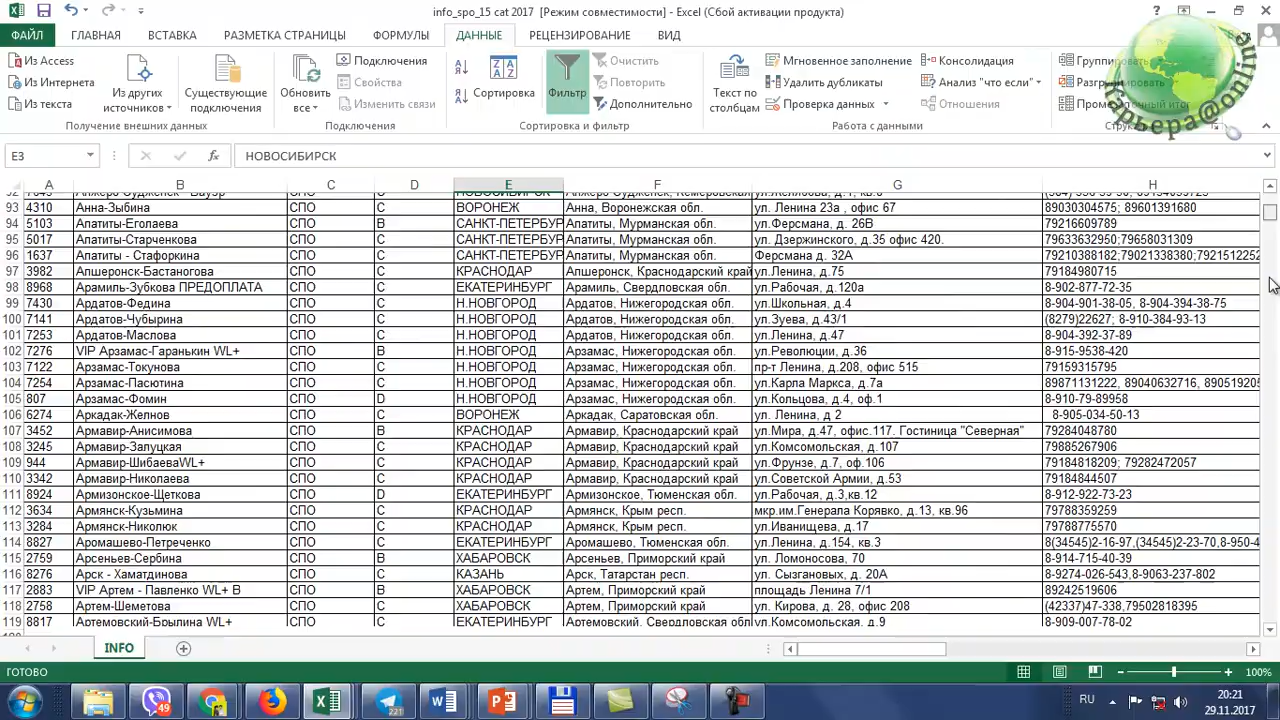 info_spo_15 cat 2017 [Режим совместимости] - Excel (Сбой активации продукта)
ФАЙЛ ГЛАВНАЯ ВСТАВКА РАЗМЕТКА СТРАНИЦЫ ФОРМУЛЫ ДАННЫЕ РЕЦЕНЗИРОВАНИЕ ВИД
Из Access
Из Интернета
Из текста
Из других источников
Существующие подключения
Обновить все
Подключения
Свойства
Изменить связи
Сортировка
Фильтр
Очистить
Повторить
Дополнительно
Текст по столбцам
Мгновенное заполнение
Удалить дубликаты
Проверка данных
Консолидация
Анализ "что если"
Отношения
Получение внешних данных Подключения Сортировка и фильтр Работа с данными
E3 fx НОВОСИБИРСК
A B C D E F G H
93 4310 Анна-Зыбина СПО C ВОРОНЕЖ Анна, Воронежская обл. ул. Ленина 23а , офис 67 89030304575; 89601391680
94 5103 Апатиты-Еголаева СПО B САНКТ-ПЕТЕРБУР Апатиты, Мурманская обл. ул.Ферсмана, д. 26В 79216609789
95 5017 Апатиты-Старченкова СПО C САНКТ-ПЕТЕРБУР Апатиты, Мурманская обл. ул. Дзержинского, д.35 офис 420. 79633632950;79658031309
96 1637 Апатиты - Стафоркина СПО C САНКТ-ПЕТЕРБУР Апатиты, Мурманская обл. Ферсмана д. 32А 79210388182;79021338380;7921512252
97 3982 Апшеронск-Бастаногова СПО C КРАСНОДАР Апшеронск, Краснодарский край ул.Ленина, д.75 79184980715
98 8968 Арамиль-Зубкова ПРЕДОПЛАТА СПО C ЕКАТЕРИНБУРГ Арамиль, Свердловская обл. ул.Рабочая, д.120а 8-902-877-72-35
99 7430 Ардатов-Федина СПО C Н.НОВГОРОД Ардатов, Нижегородская обл. ул.Школьная, д.4 8-904-901-38-05, 8-904-394-38-75
100 7141 Ардатов-Чубырина СПО C Н.НОВГОРОД Ардатов, Нижегородская обл. ул.Зуева, д.43/1 (8279)22627; 8-910-384-93-13
101 7253 Ардатов-Маслова СПО C Н.НОВГОРОД Ардатов, Нижегородская обл. ул.Ленина, д.47 8-904-392-37-89
102 7276 VIP Арзамас-Гаранькин WL+ СПО B Н.НОВГОРОД Арзамас, Нижегородская обл. ул.Революции, д.36 8-915-9538-420
103 7122 Арзамас-Токунова СПО C Н.НОВГОРОД Арзамас, Нижегородская обл. пр-т Ленина, д.208, офис 515 79159315795
104 7254 Арзамас-Пасютина СПО C Н.НОВГОРОД Арзамас, Нижегородская обл. ул.Карла Маркса, д.7а 89871131222, 89040632716, 890519205
105 807 Арзамас-Фомин СПО D Н.НОВГОРОД Арзамас, Нижегородская обл. ул.Кольцова, д.4, оф.1 8-910-79-89958
106 6274 Аркадак-Желнов СПО C ВОРОНЕЖ Аркадак, Саратовская обл. ул. Ленина, д 2 8-905-034-50-13
107 3452 Армавир-Анисимова СПО B КРАСНОДАР Армавир, Краснодарский край ул.Мира, д.47, офис.117. Гостиница "Северная" 79284048780
108 3245 Армавир-Залуцкая СПО C КРАСНОДАР Армавир, Краснодарский край ул.Комсомольская, д.107 79885267906
109 944 Армавир-ШибаеваWL+ СПО C КРАСНОДАР Армавир, Краснодарский край ул.Фрунзе, д.7, оф.106 79184818209; 79282472057
110 3342 Армавир-Николаева СПО C КРАСНОДАР Армавир, Краснодарский край ул.Советской Армии, д.53 79184844507
111 8924 Армизонское-Щеткова СПО D ЕКАТЕРИНБУРГ Армизонское, Тюменская обл. ул.Рабочая, д.3,кв.12 8-912-922-73-23
112 3634 Армянск-Кузьмина СПО C КРАСНОДАР Армянск, Крым респ. мкр.им.Генерала Корявко, д.13, кв.96 79788359259
113 3284 Армянск-Николюк СПО C КРАСНОДАР Армянск, Крым респ. ул.Иванищева, д.17 79788775570
114 8827 Аромашево-Петреченко СПО C ЕКАТЕРИНБУРГ Аромашево, Тюменская обл. ул.Ленина, д.154, кв.3 8(34545)2-16-97,(34545)2-23-70,8-950-4
115 2759 Арсеньев-Сербина СПО B ХАБАРОВСК Арсеньев, Приморский край ул. Ломоносова, 70 8-914-715-40-39
116 8276 Арск - Хаматдинова СПО C КАЗАНЬ Арск, Татарстан респ. ул. Сызгановых, д. 20А 8-9274-026-543,8-9063-237-802
117 2883 VIP Артем - Павленко WL+ B СПО B ХАБАРОВСК Артем, Приморский край площадь Ленина 7/1 89242519606
118 2758 Артем-Шеметова СПО C ХАБАРОВСК Артем, Приморский край ул. Кирова, д. 28, офис 208 (42337)47-338,79502818395
119 8817 Артемовский-Брылина WL+ СПО C ЕКАТЕРИНБУРГ Артемовский, Свердловская обл ул.Комсомольская, д.9 8-909-007-78-02
INFO
ГОТОВО 100%
49 221 RU 20:21
29.11.2017